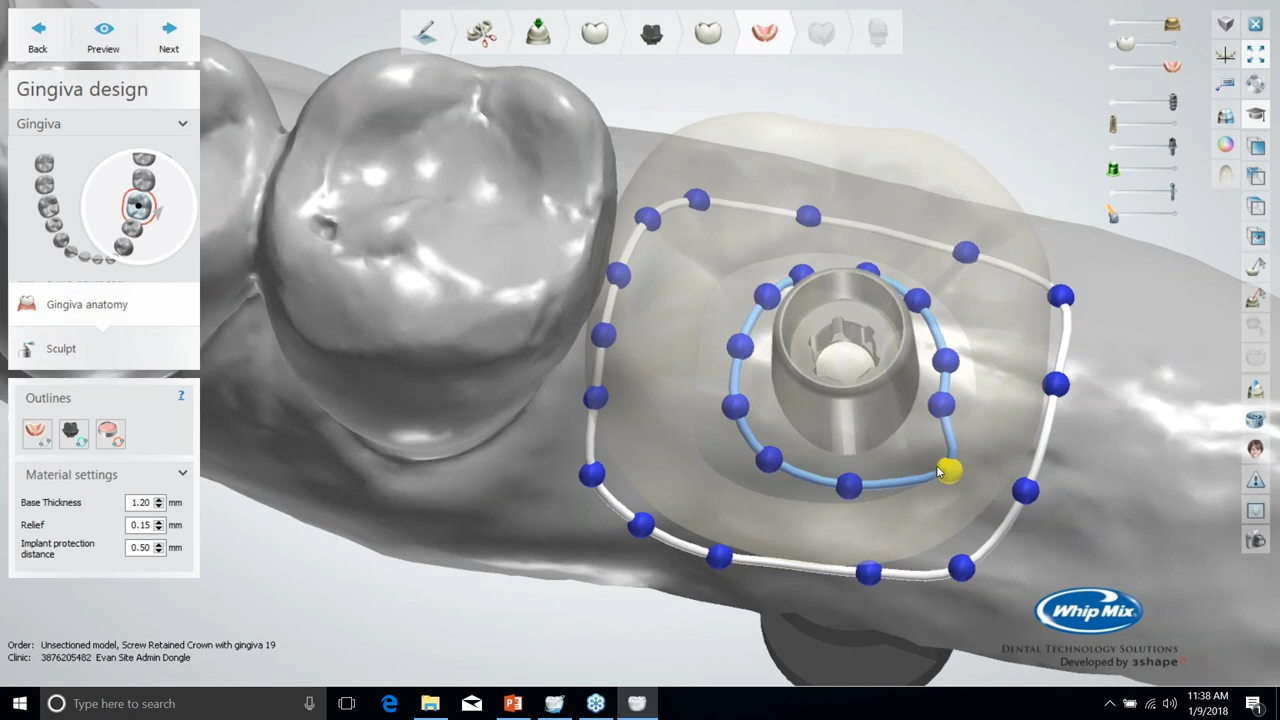 Back
Preview
Next
Gingiva design
Gingiva
Gingiva anatomy
Sculpt
Outlines
?
Material settings
Base Thickness 1.20 mm
Relief 0.15 mm
Implant protection
distance 0.50 mm
Whip Mix
DENTAL TECHNOLOGY SOLUTIONS
Developed by 3shape
Order: Unsectioned model, Screw Retained Crown with gingiva 19
Clinic: 3876205482 Evan Site Admin Dongle
Type here to search
11:38 AM
1/9/2018
1